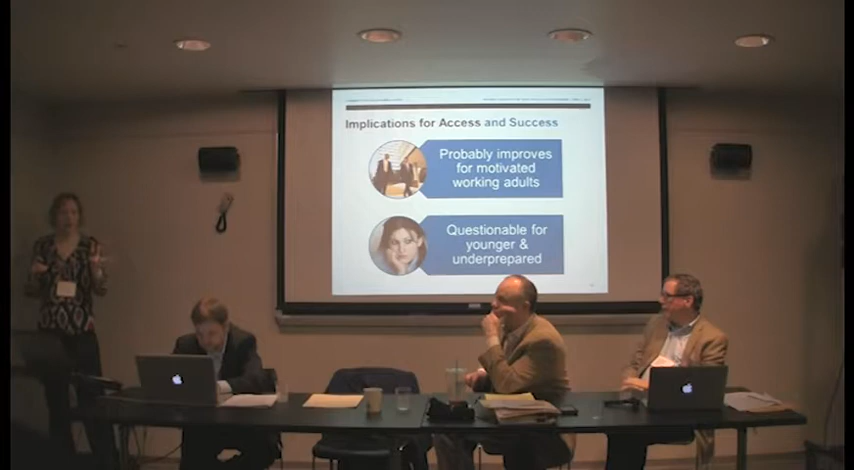 Implications for Access and Success
Probably improves
for motivated
working adults
Questionable for
younger &
underprepared